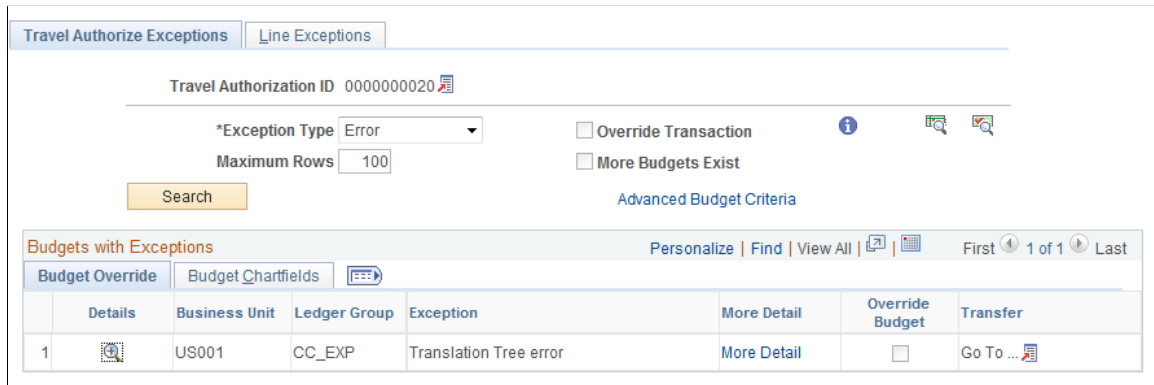 Travel Authorize Exceptions Line Exceptions
Travel Authorization ID 0000000020
*Exception Type Error Override Transaction
Maximum Rows 100 More Budgets Exist
Search Advanced Budget Criteria
Budgets with Exceptions Personalize | Find | View All | | First 1 of 1 Last
Budget Override Budget Chartfields
Details Business Unit Ledger Group Exception More Detail Override Budget Transfer
1 US001 CC_EXP Translation Tree error More Detail Go To ...